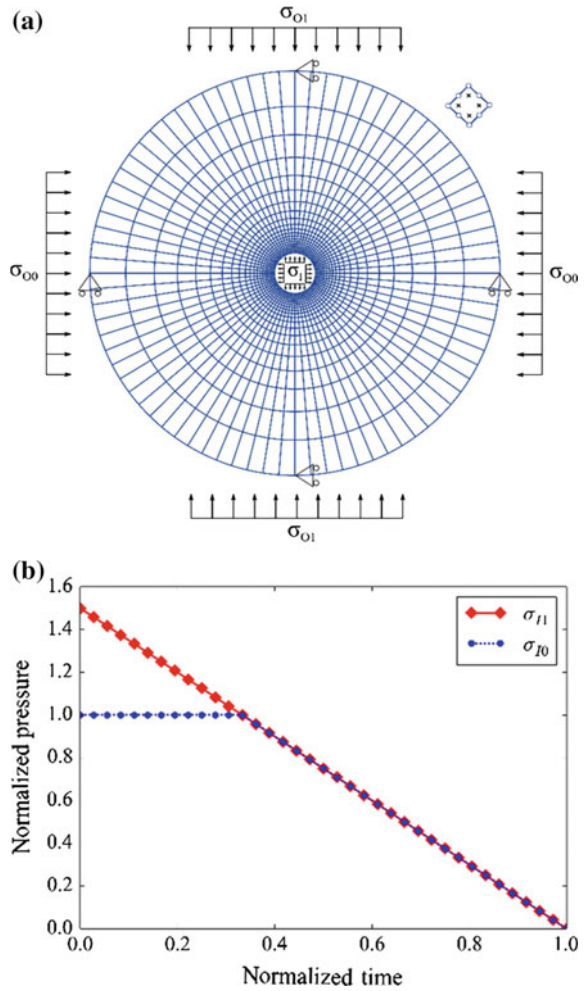 (a)
σO1
σO0
σI
σO0
σO1
(b)
Normalized pressure
1.6
1.4
1.2
1.0
0.8
0.6
0.4
0.2
0.0
σI1
σI0
0.0 0.2 0.4 0.6 0.8 1.0
Normalized time